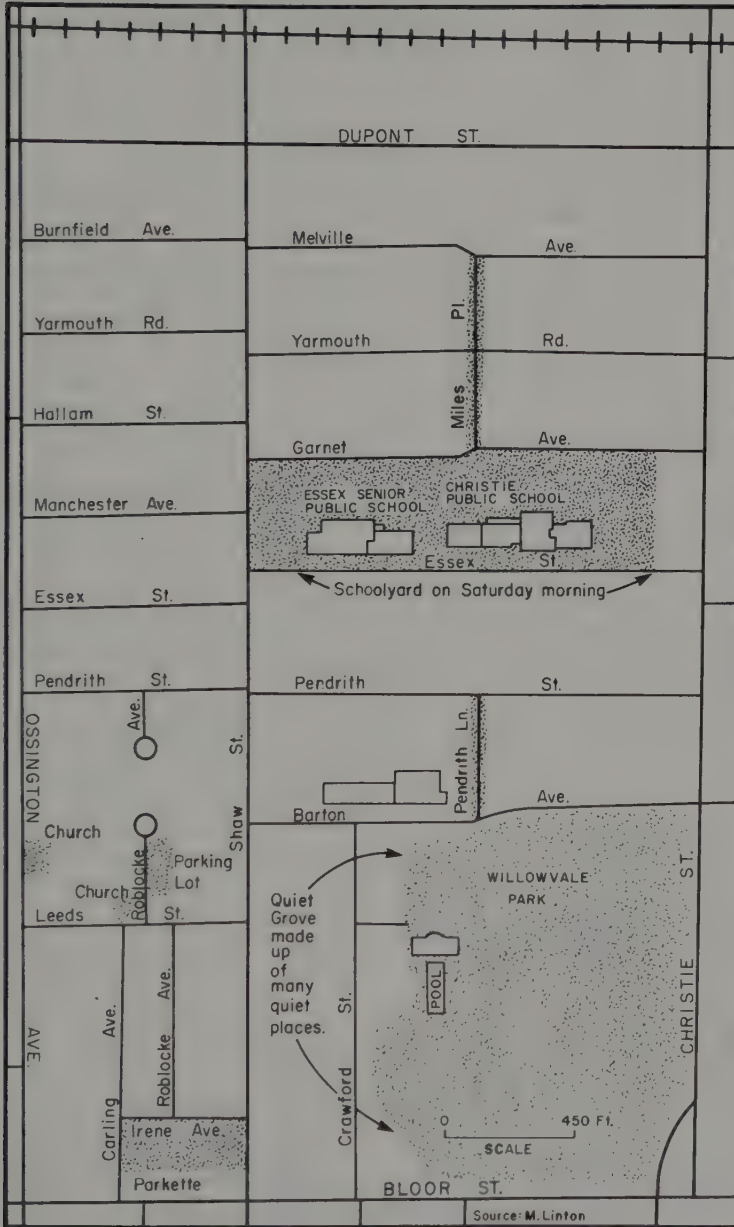 DUPONT ST.
Burnfield Ave.
Melville Ave.
Yarmouth Rd.
Yarmouth Rd.
Miles Pl.
Hallam St.
Garnet Ave.
Manchester Ave.
ESSEX SENIOR
PUBLIC SCHOOL
CHRISTIE
PUBLIC SCHOOL
Essex St.
Schoolyard on Saturday morning
Essex St.
Pendrith St.
Pendrith St.
Ave.
Roblocke
OSSINGTON
AVE.
Shaw St.
Pendrith Ln.
Barton Ave.
Church
Parking
Lot
Church
Leeds St.
WILLOWVALE
PARK
Quiet
Grove
made
up
of
many
quiet
places.
POOL
CHRISTIE ST.
Carling Ave.
Roblocke Ave.
Crawford St.
Irene Ave.
Parkette
0 450 Ft.
SCALE
BLOOR ST.
Source: M. Linton